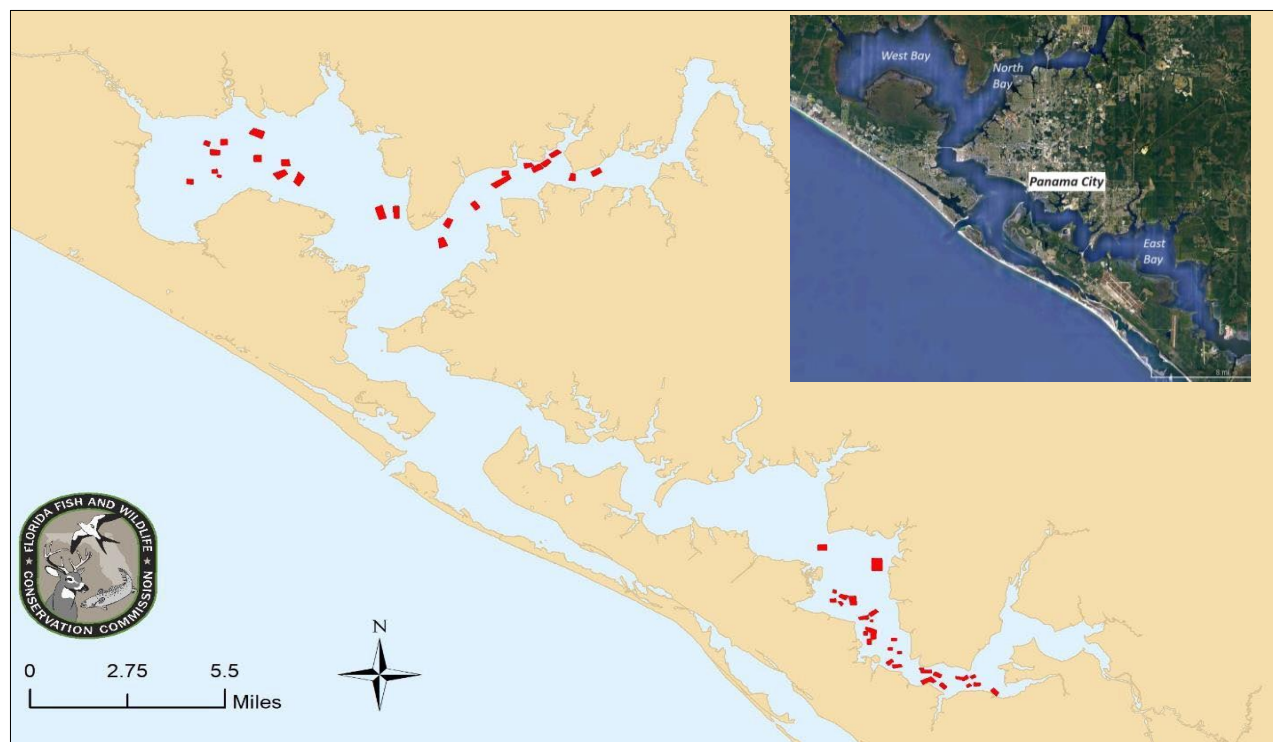 West Bay
North
Bay
Panama City
East
Bay
FLORIDA FISH AND WILDLIFE
CONSERVATION COMMISSION
N
0 2.75 5.5
Miles